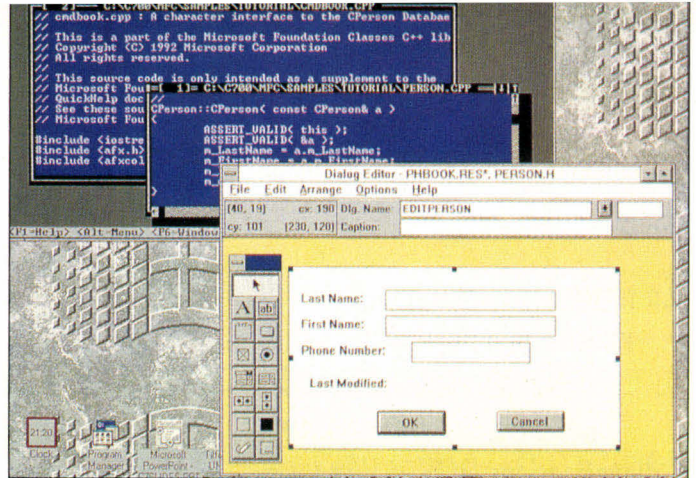 2]— C:\C700\MFC\SAMPLES\TUTORIAL\CMDBOOK.CPP
// cmdbook.cpp : A character interface to the CPerson Databas
//
// This is a part of the Microsoft Foundation Classes C++ lib
// Copyright (C) 1992 Microsoft Corporation
// All rights reserved.
//
// This source code is only intended as a supplement to the
// Microsoft Fou
// QuickHelp doc
// See these sou
// Microsoft Fou
#include <iostre
#include <afx.h>
#include <afxcol
[ 1]= C:\C700\MFC\SAMPLES\TUTORIAL\PERSON.CPP
//
CPerson::CPerson( const CPerson& a )
{
ASSERT_VALID( this );
ASSERT_VALID( &a );
m_LastName = a.m_LastName;
m_FirstName = a.m_FirstName;
}
<F1=Help> <Alt=Menu> <F6=Window
Dialog Editor - PHBOOK.RES*, PERSON.H
File Edit Arrange Options Help
(40, 19) cx: 190 Dlg. Name: EDITPERSON
cy: 101 (230, 120) Caption:
A ab
Last Name:
First Name:
Phone Number:
Last Modified:
OK Cancel
21:20
Clock
Program
Manager
Microsoft
PowerPoint -